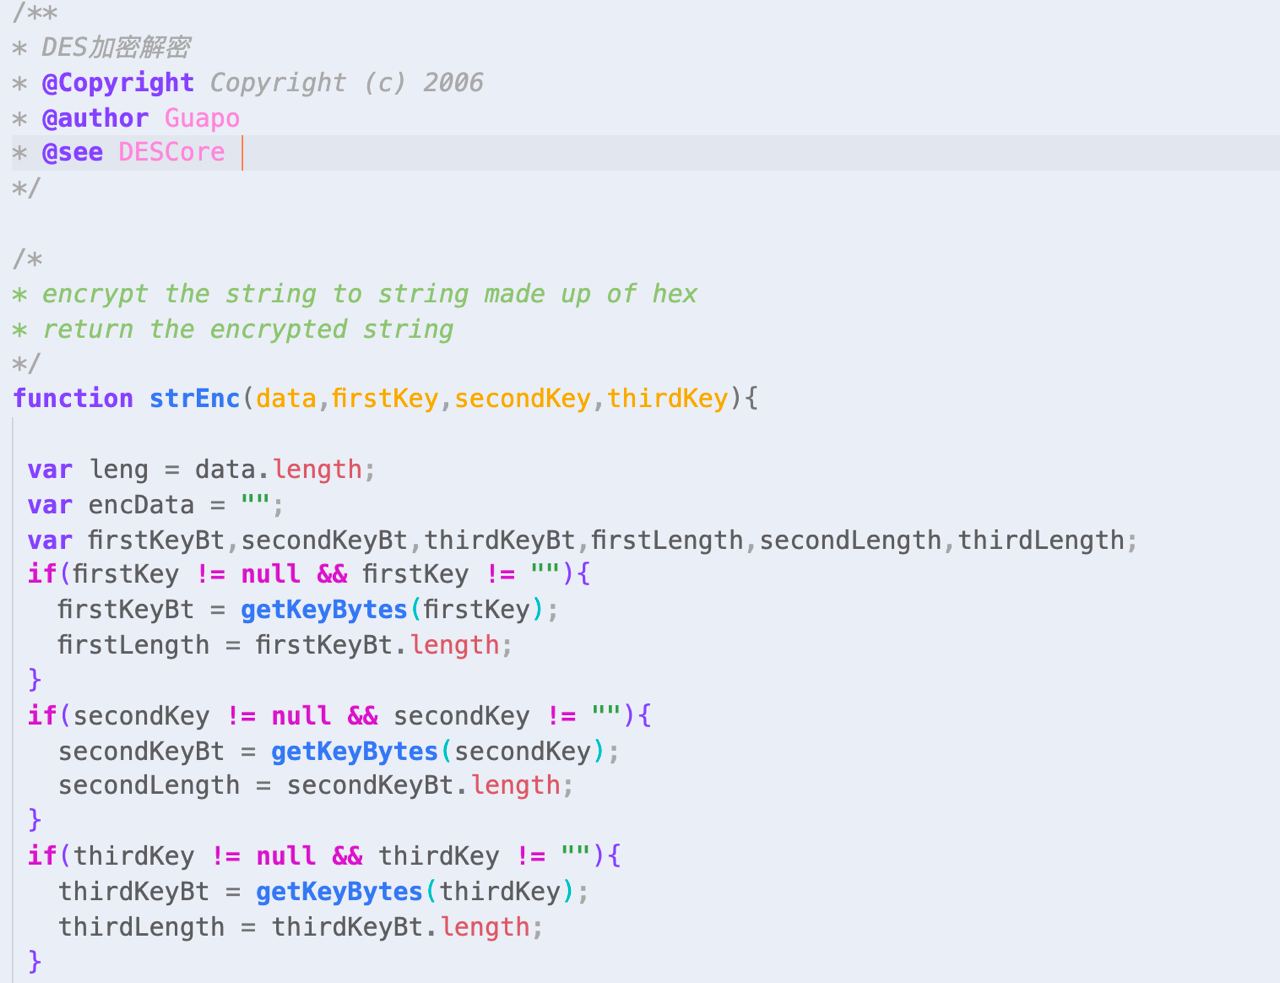 /**
* DES加密解密
* @Copyright Copyright (c) 2006
* @author Guapo
* @see DESCore
*/
/*
* encrypt the string to string made up of hex
* return the encrypted string
*/
function strEnc(data,firstKey,secondKey,thirdKey){
var leng = data.length;
var encData = "";
var firstKeyBt,secondKeyBt,thirdKeyBt,firstLength,secondLength,thirdLength;
if(firstKey != null && firstKey != ""){
firstKeyBt = getKeyBytes(firstKey);
firstLength = firstKeyBt.length;
}
if(secondKey != null && secondKey != ""){
secondKeyBt = getKeyBytes(secondKey);
secondLength = secondKeyBt.length;
}
if(thirdKey != null && thirdKey != ""){
thirdKeyBt = getKeyBytes(thirdKey);
thirdLength = thirdKeyBt.length;
}